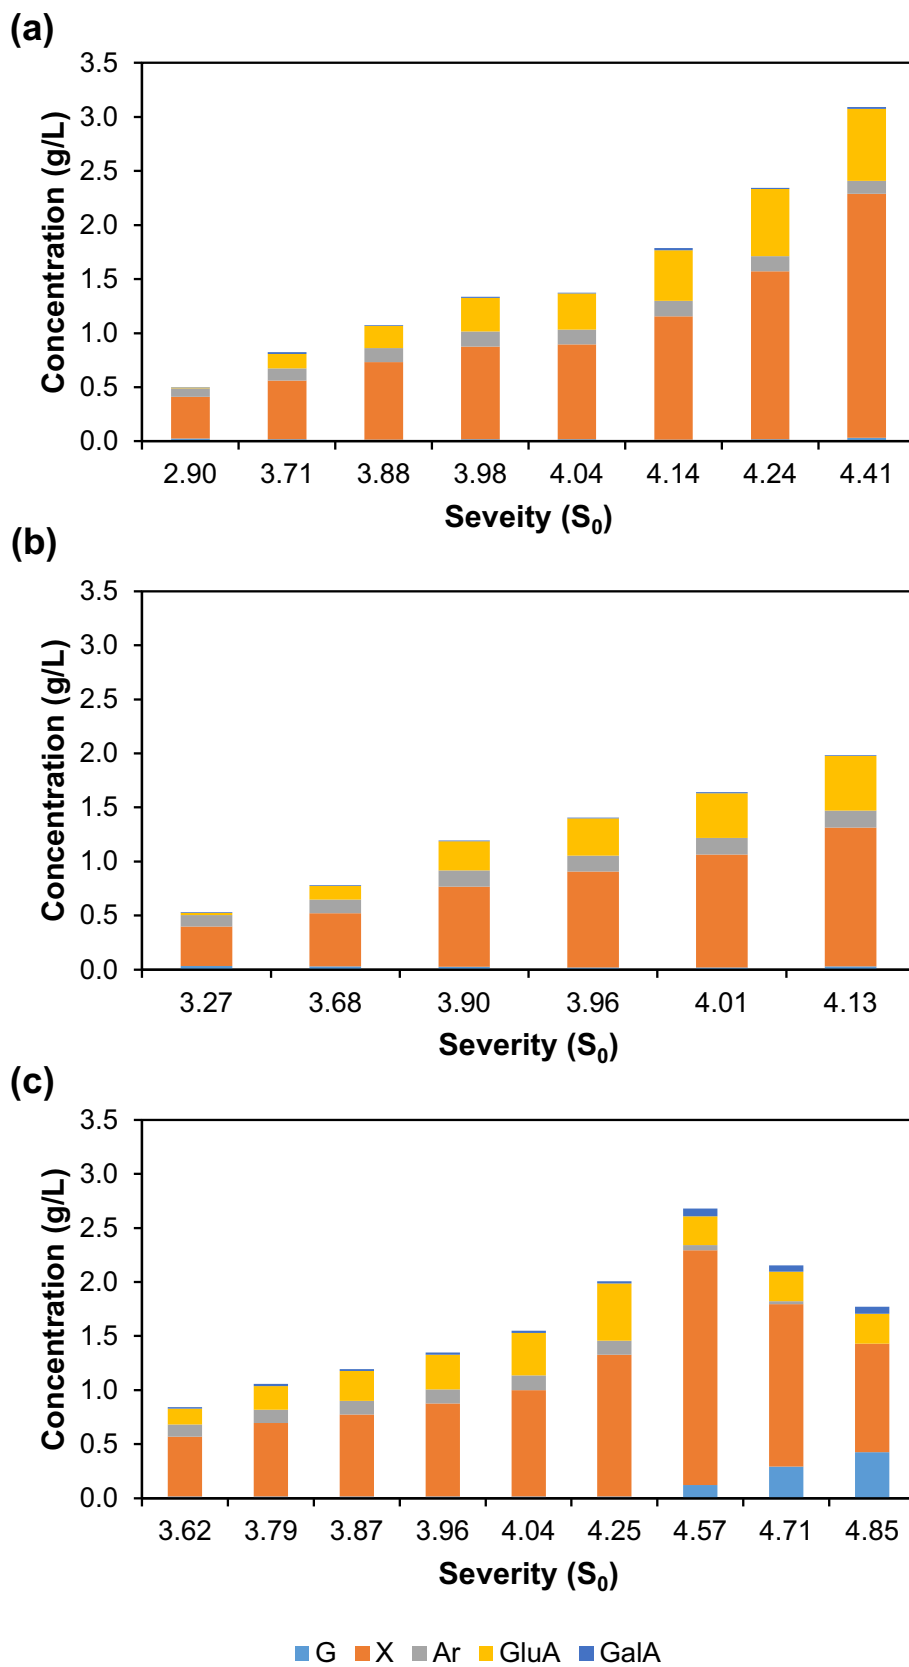 (a)
Concentration (g/L)
3.5
3.0
2.5
2.0
1.5
1.0
0.5
0.0
2.90 3.71 3.88 3.98 4.04 4.14 4.24 4.41
Seveity (S₀)
(b)
Concentration (g/L)
3.5
3.0
2.5
2.0
1.5
1.0
0.5
0.0
3.27 3.68 3.90 3.96 4.01 4.13
Severity (S₀)
(c)
Concentration (g/L)
3.5
3.0
2.5
2.0
1.5
1.0
0.5
0.0
3.62 3.79 3.87 3.96 4.04 4.25 4.57 4.71 4.85
Severity (S₀)
G X Ar GluA GalA